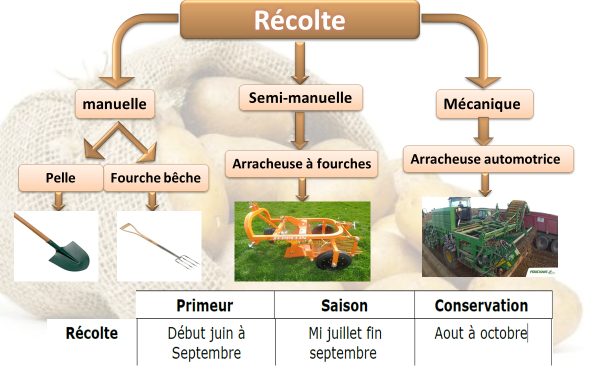 Récolte
manuelle
Semi-manuelle
Mécanique
Pelle
Fourche bêche
Arracheuse à fourches
Arracheuse automotrice
Primeur Saison Conservation
Récolte Début juin à Mi juillet fin Aout à octobre
Septembre septembre